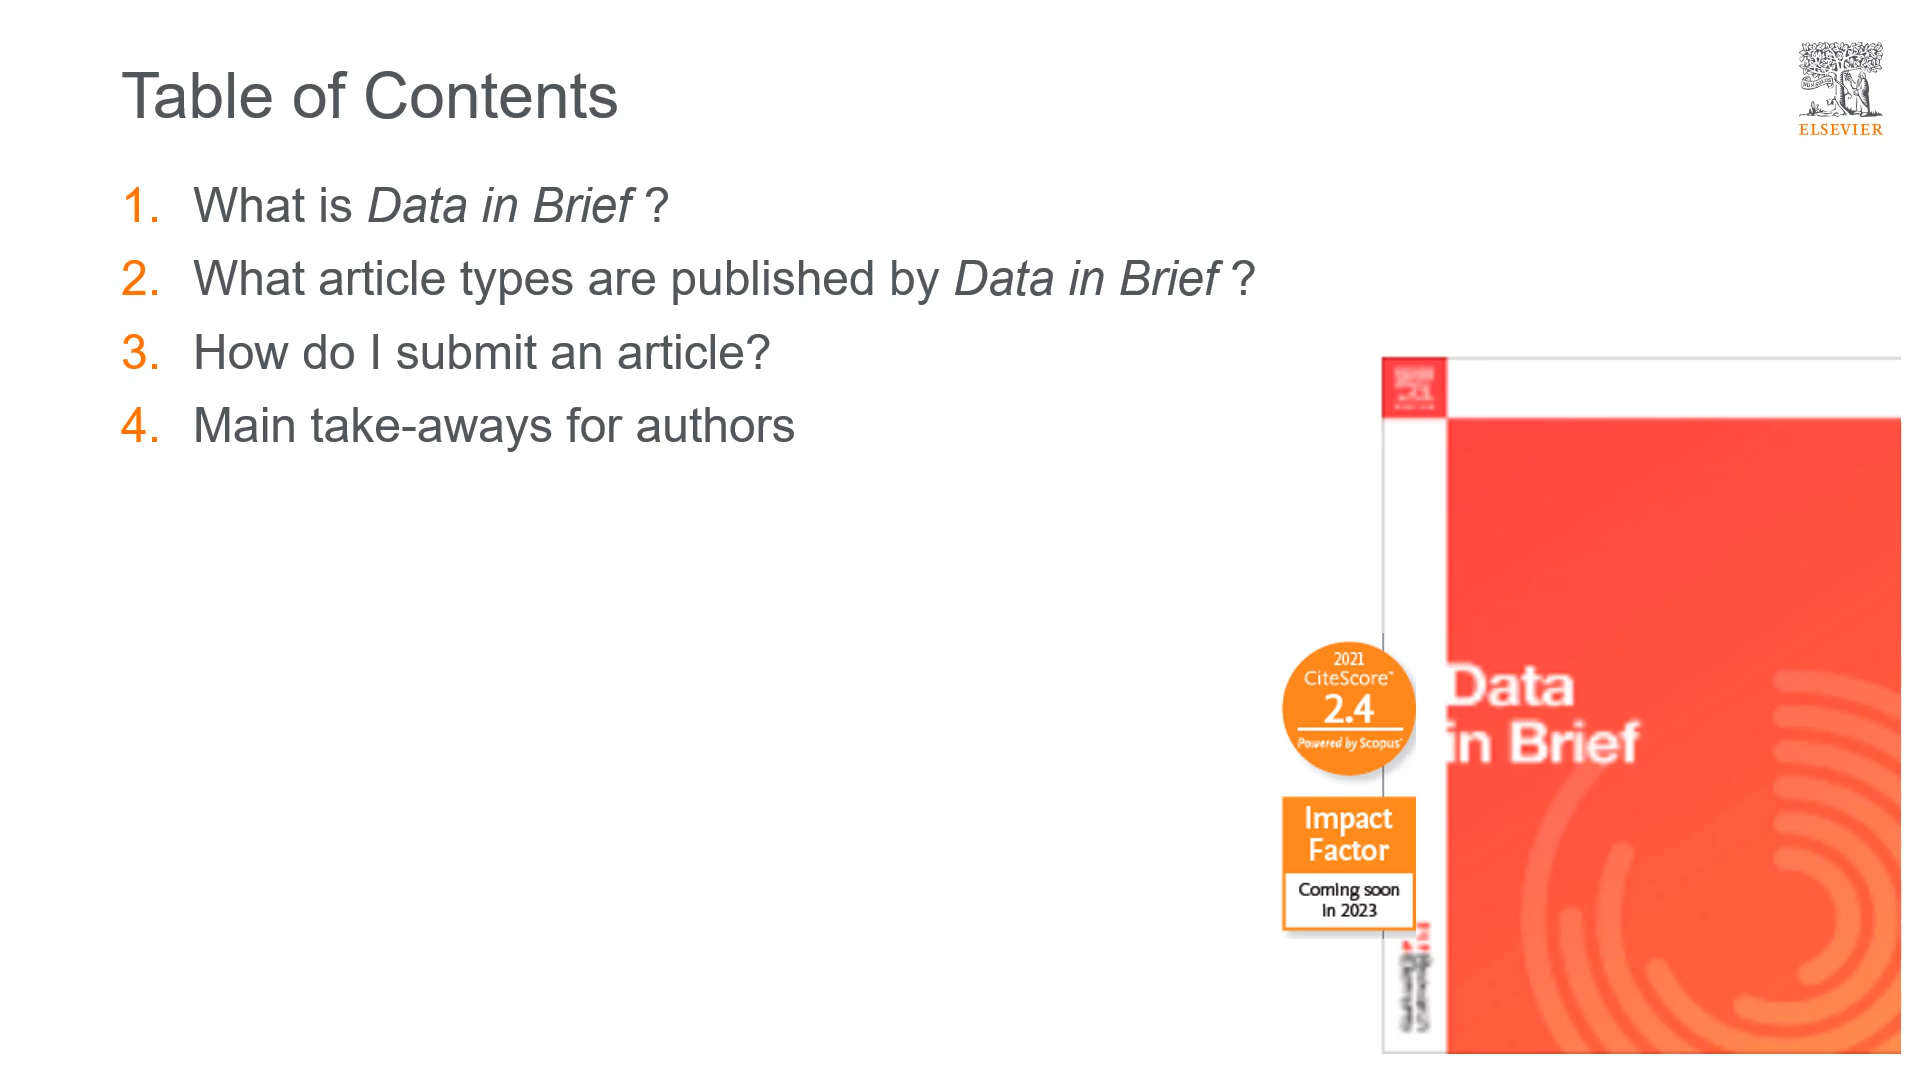 Table of Contents
ELSEVIER
1. What is Data in Brief ?
2. What article types are published by Data in Brief ?
3. How do I submit an article?
4. Main take-aways for authors
2021
CiteScore™
2.4
Powered by Scopus®
Impact
Factor
Coming soon
in 2023
Data
in Brief